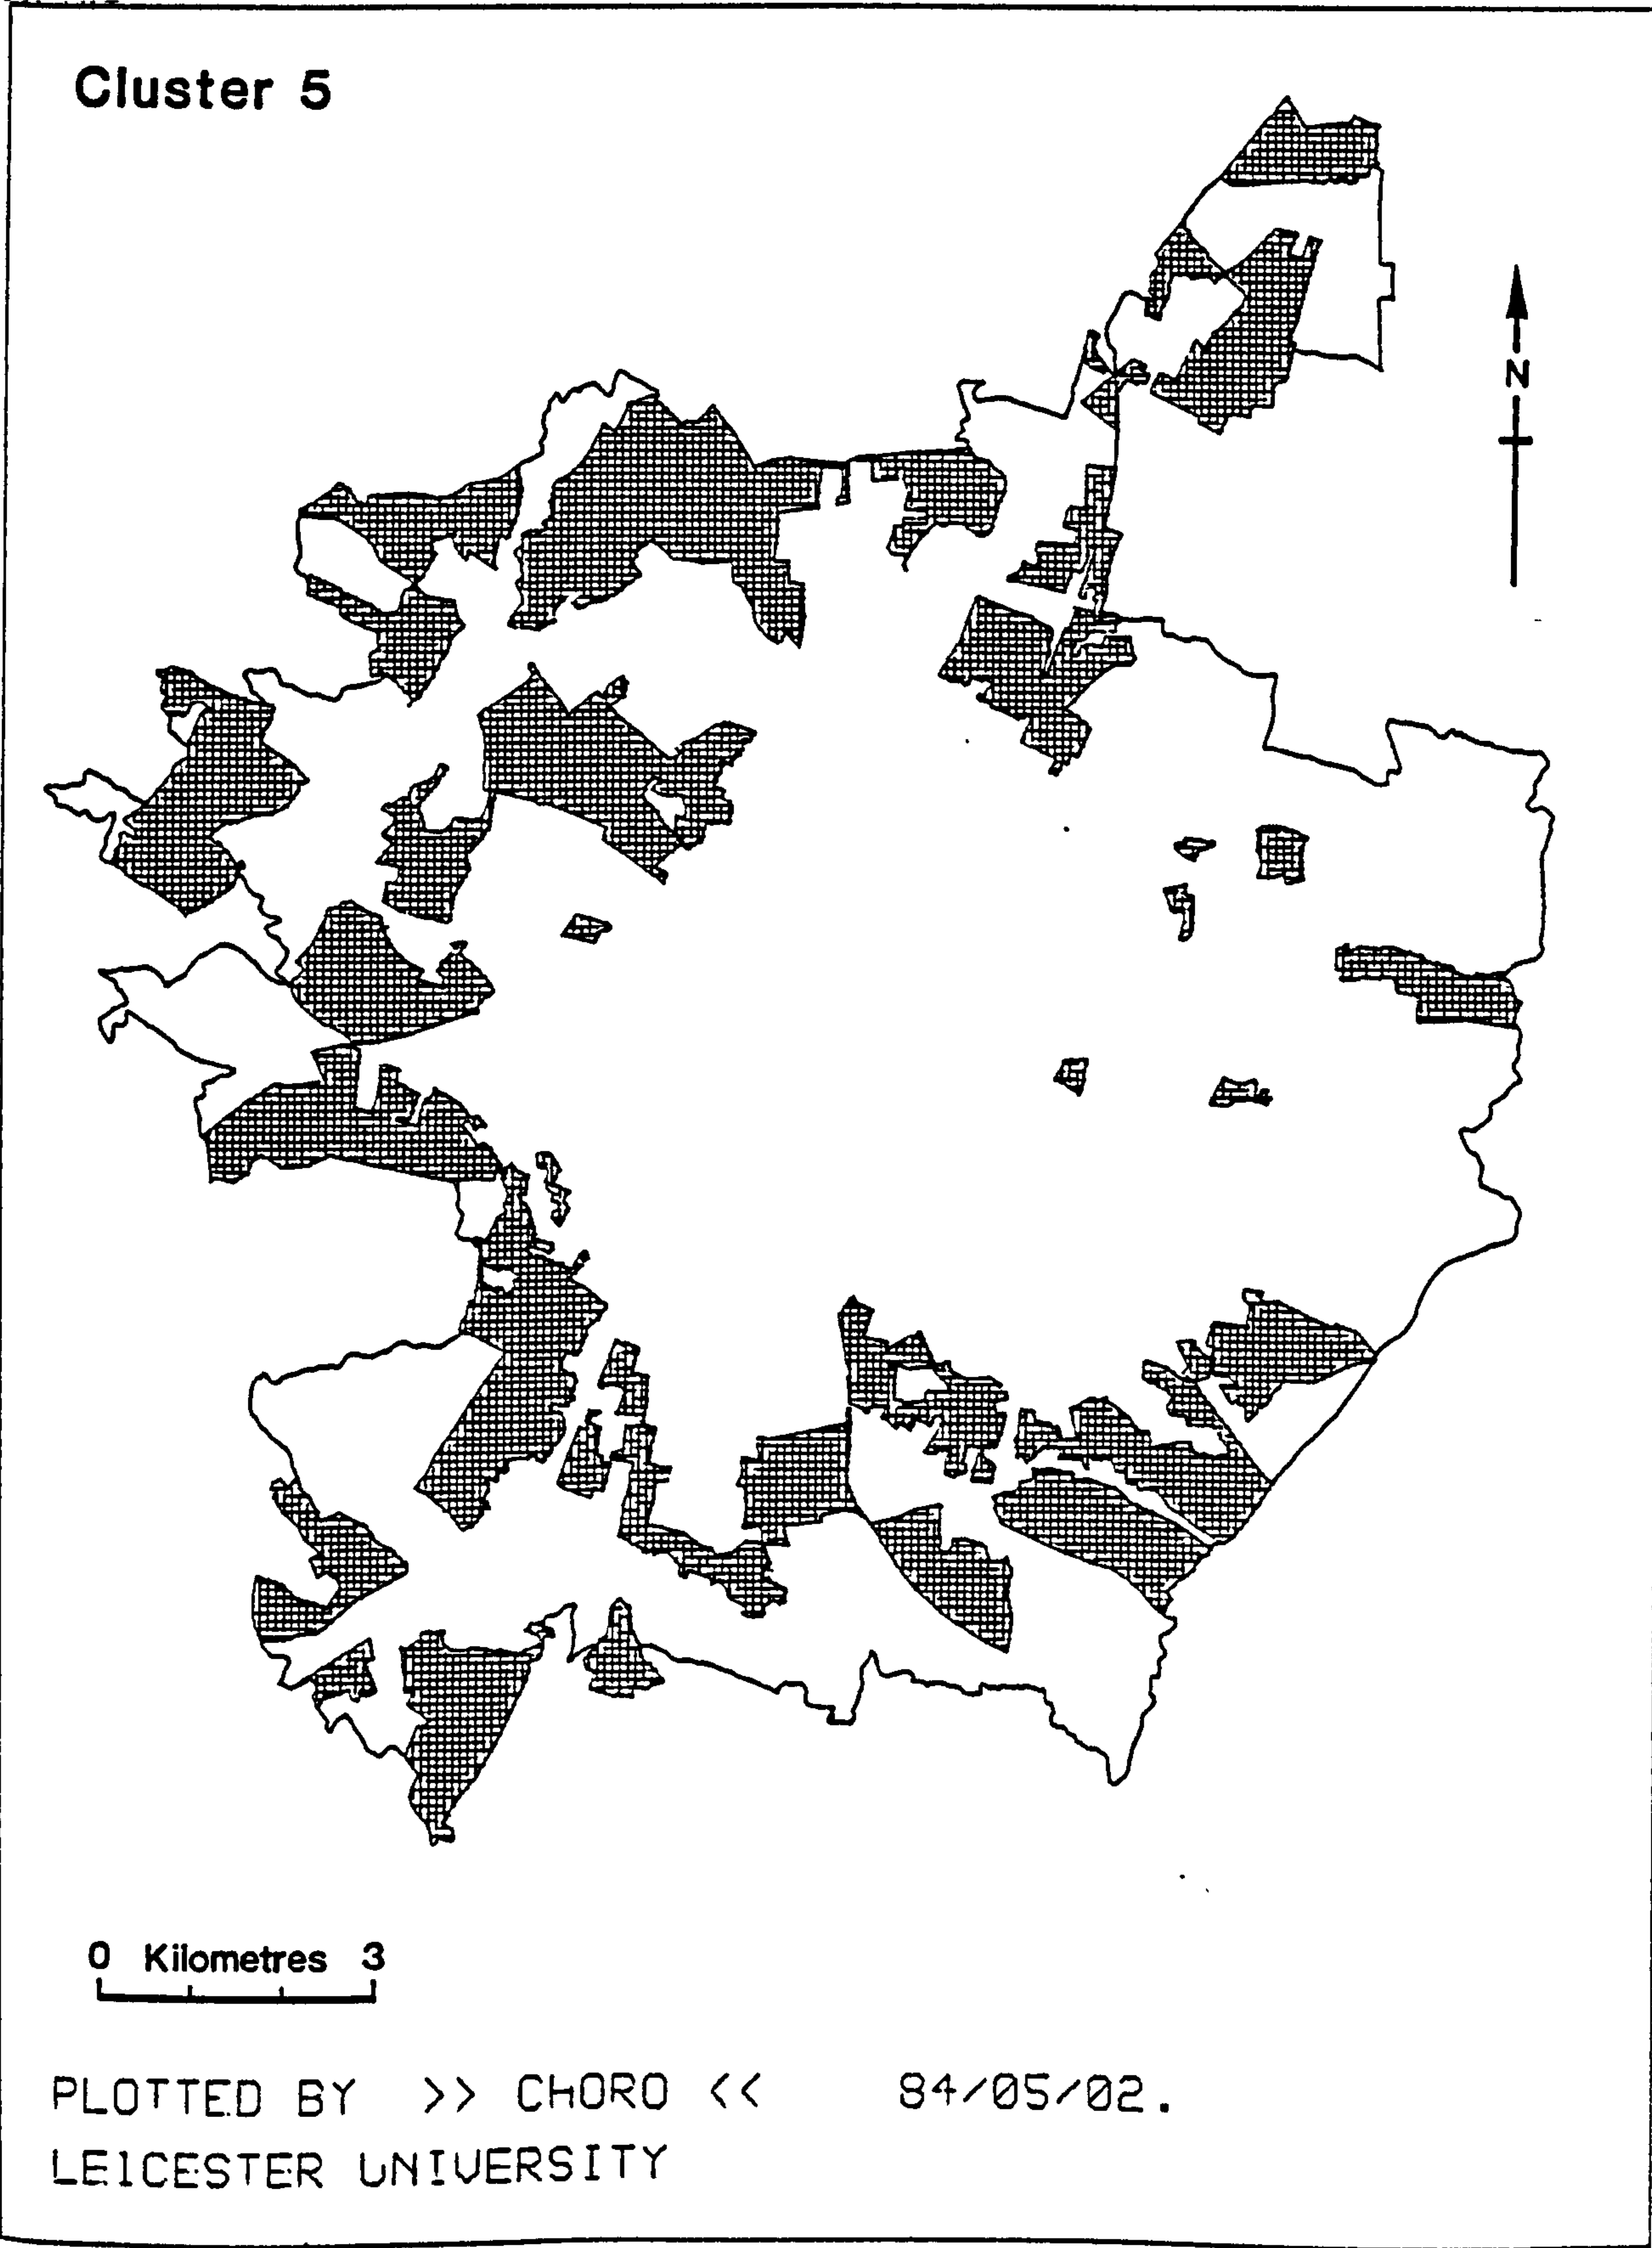 Cluster 5
N
0 Kilometres 3
PLOTTED BY >> CHORO << 84/05/02.
LEICESTER UNIVERSITY